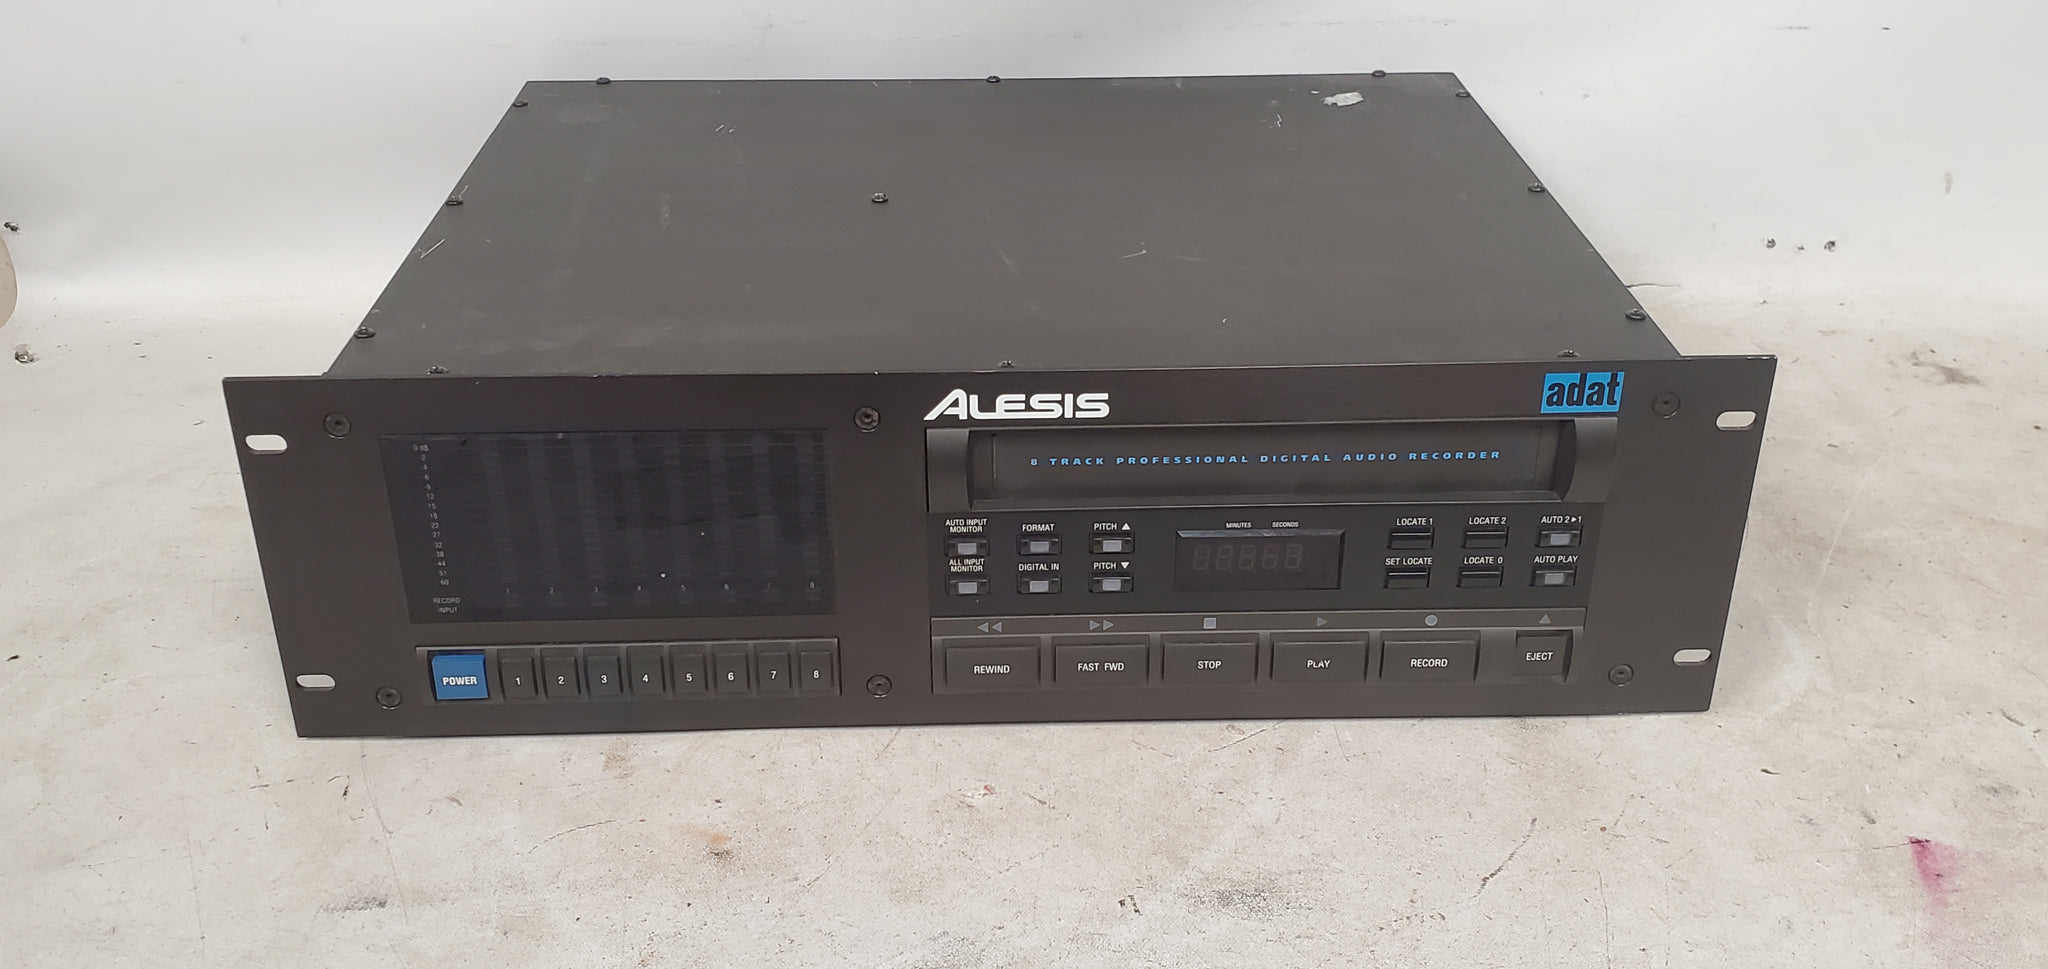 ALESIS
adat
8 TRACK PROFESSIONAL DIGITAL AUDIO RECORDER
0 dB
-2
-4
-6
-9
-12
-15
-18
-22
-27
-32
-38
-44
-51
-60
1 2 3 4 5 6 7 8
RECORD
INPUT
AUTO INPUT
MONITOR
FORMAT
PITCH ▲
MINUTES SECONDS
LOCATE 1
LOCATE 2
AUTO 2▸1
ALL INPUT
MONITOR
DIGITAL IN
PITCH ▼
SET LOCATE
LOCATE 0
AUTO PLAY
POWER
1 2 3 4 5 6 7 8
REWIND
FAST FWD
STOP
PLAY
RECORD
EJECT